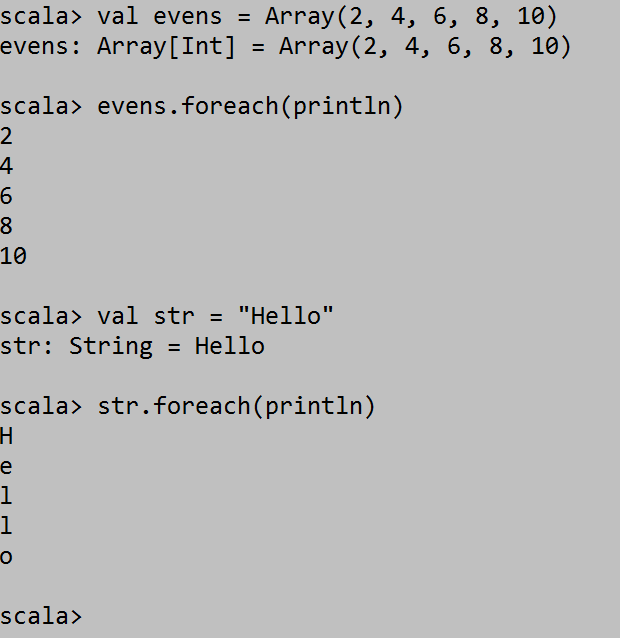 scala> val evens = Array(2, 4, 6, 8, 10)
evens: Array[Int] = Array(2, 4, 6, 8, 10)
scala> evens.foreach(println)
2
4
6
8
10
scala> val str = "Hello"
str: String = Hello
scala> str.foreach(println)
H
e
l
l
o
scala>